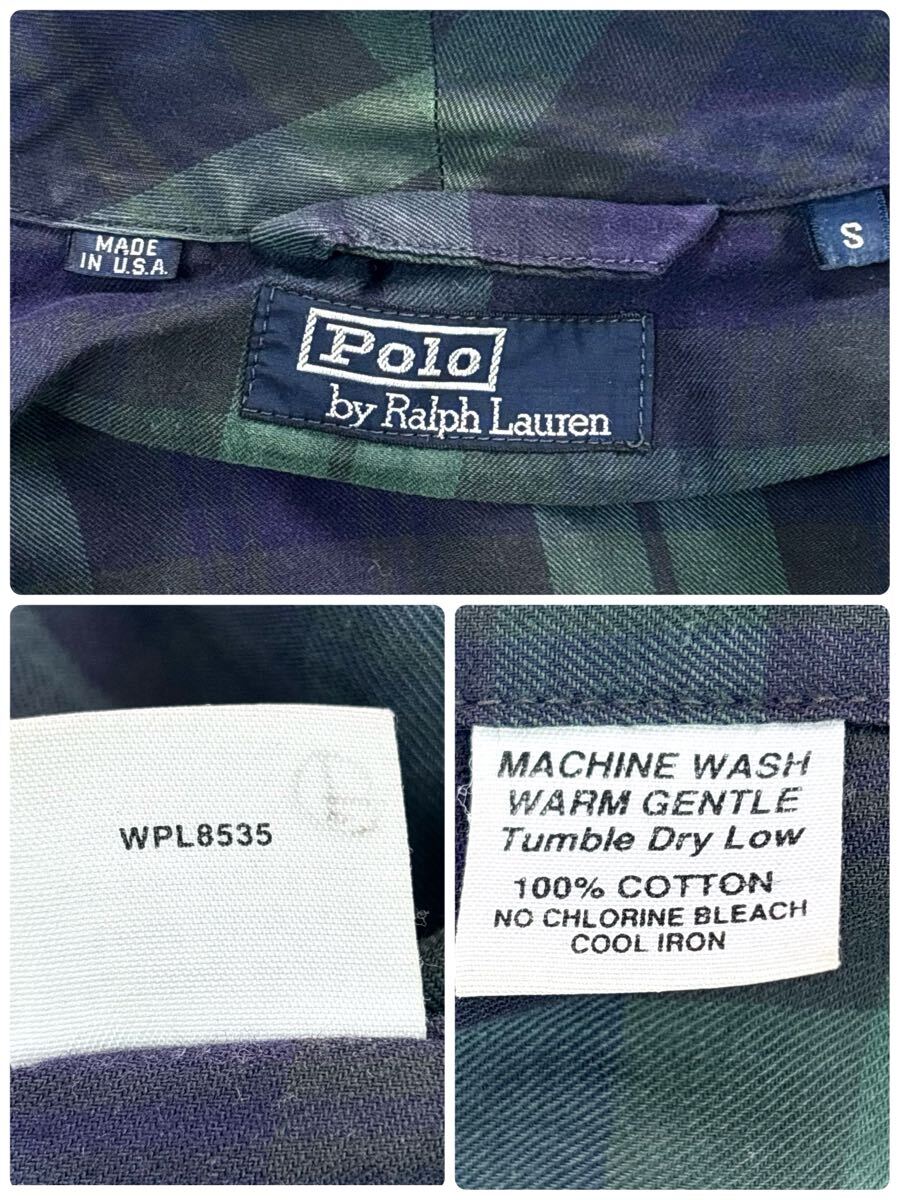 MADE
IN U.S.A.
S
Polo
by Ralph Lauren
WPL8535
MACHINE WASH
WARM GENTLE
Tumble Dry Low
100% COTTON
NO CHLORINE BLEACH
COOL IRON